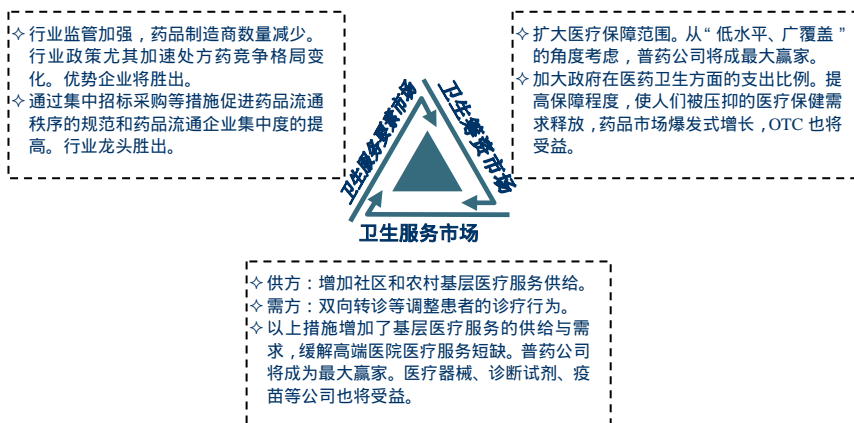 ✧行业监管加强，药品制造商数量减少。
行业政策尤其加速处方药竞争格局变
化。优势企业将胜出。
✧通过集中招标采购等措施促进药品流通
秩序的规范和药品流通企业集中度的提
高。行业龙头胜出。
✧扩大医疗保障范围。从“低水平、广覆盖”
的角度考虑，普药公司将成最大赢家。
✧加大政府在医药卫生方面的支出比例。提
高保障程度，使人们被压抑的医疗保健需
求释放，药品市场爆发式增长，OTC也将
受益。
卫生服务要素市场
卫生筹资市场
卫生服务市场
✧供方：增加社区和农村基层医疗服务供给。
✧需方：双向转诊等调整患者的诊疗行为。
✧以上措施增加了基层医疗服务的供给与需
求，缓解高端医院医疗服务短缺。普药公司
将成为最大赢家。医疗器械、诊断试剂、疫
苗等公司也将受益。